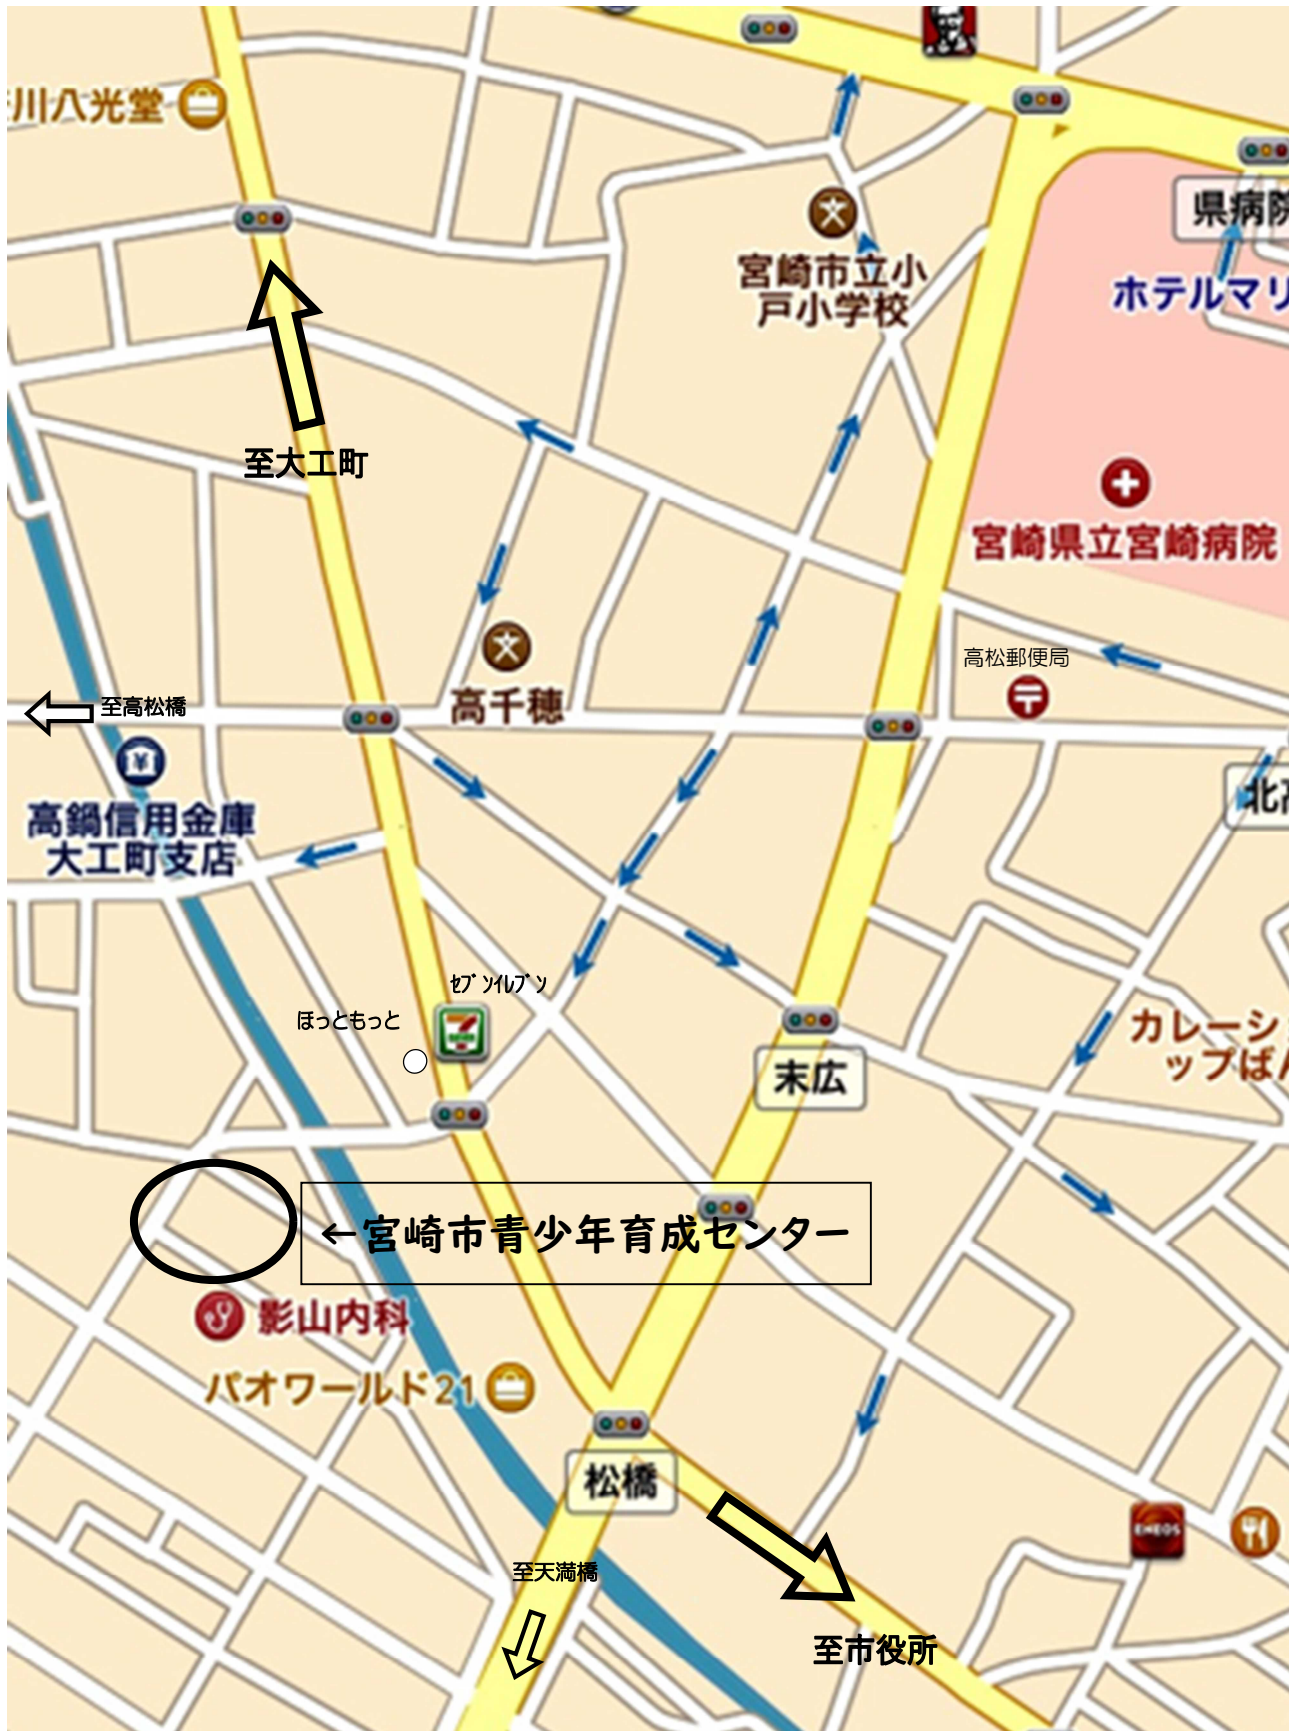 川八光堂
県病院
宮崎市立小
戸小学校
ホテルマリ
至大工町
宮崎県立宮崎病院
高松郵便局
高千穂
至高松橋
高鍋信用金庫
大工町支店
北高
セブンイレブン
ほっともっと
カレーシ
ップばん
末広
←宮崎市青少年育成センター
影山内科
パオワールド21
松橋
ENEOS
至天満橋
至市役所